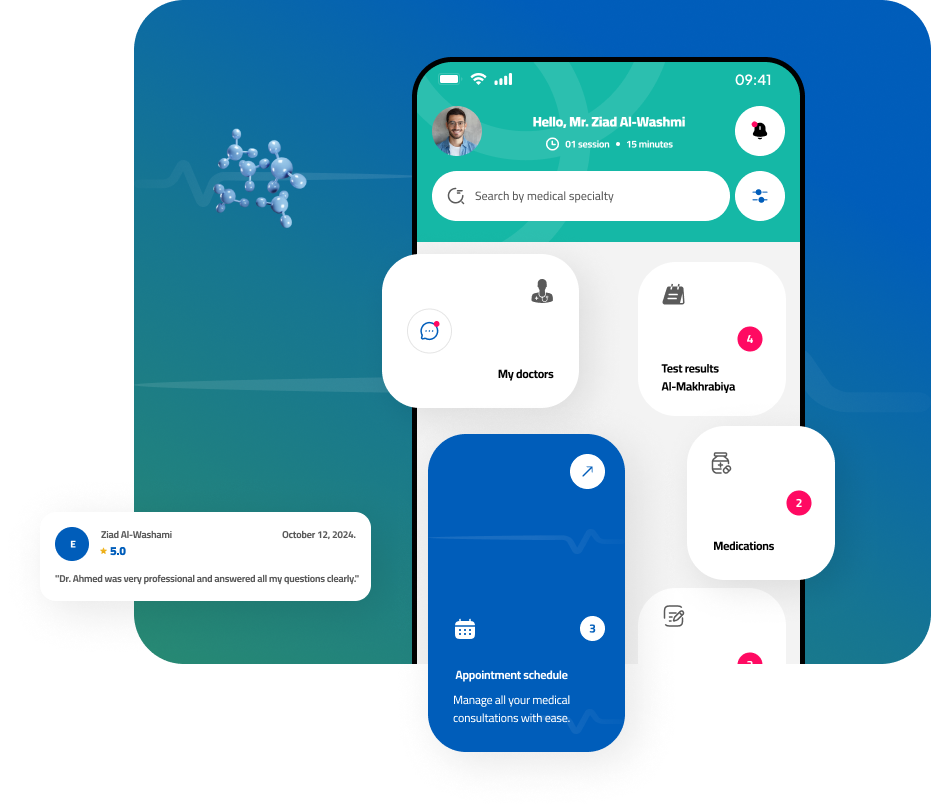 09:41
Hello, Mr. Ziad Al-Washmi
01 session • 15 minutes
Search by medical specialty
My doctors
4
Test results
Al-Makhrabiya
2
Medications
E
Ziad Al-Washami
October 12, 2024.
5.0
"Dr. Ahmed was very professional and answered all my questions clearly."
3
Appointment schedule
Manage all your medical
consultations with ease.